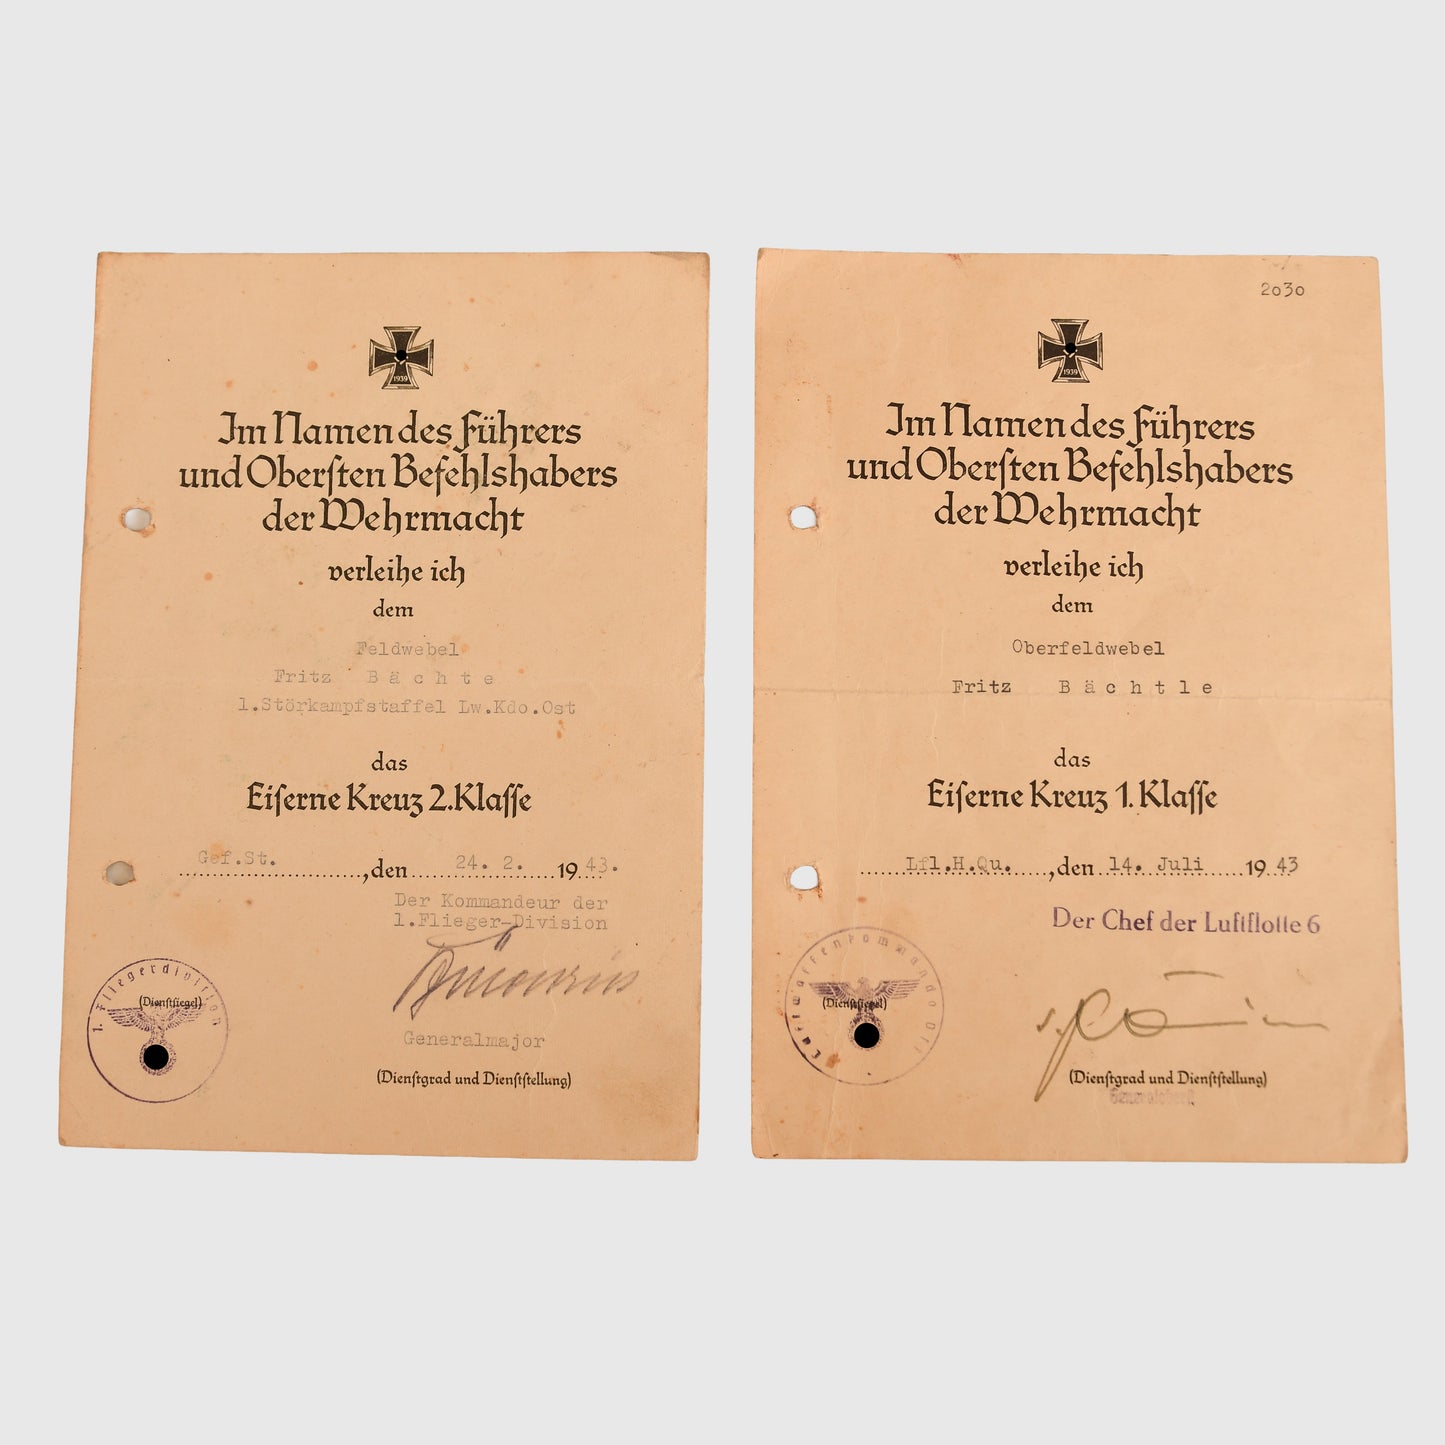 1939
Im Namen des Führers
und Obersten Befehlshabers
der Wehrmacht
verleihe ich
dem
Feldwebel
Fritz Bächte
1.Störkampfstaffel Lw.Kdo.Ost
das
Eiserne Kreuz 2.Klasse
Gef.St. ,den 24. 2. 1943.
Der Kommandeur der
1.Flieger-Division
1. Fliegerdivision
(Dienstsiegel)
Generalmajor
(Dienstgrad und Dienststellung)
2030
1939
Im Namen des Führers
und Obersten Befehlshabers
der Wehrmacht
verleihe ich
dem
Oberfeldwebel
Fritz Bächtle
das
Eiserne Kreuz 1.Klasse
Lfl.H.Qu. ,den 14. Juli 1943
Der Chef der Luftflotte 6
Luftwaffenkommando Ost
(Dienstsiegel)
(Dienstgrad und Dienststellung)
Generaloberst